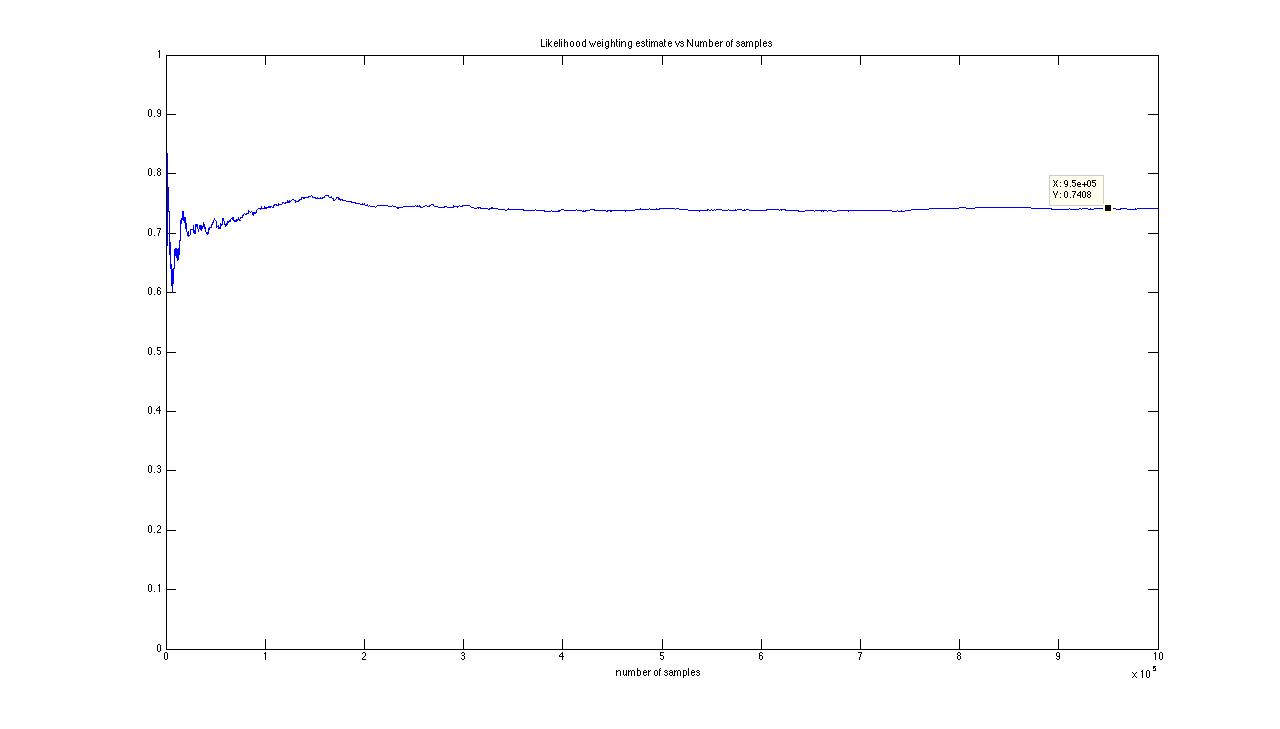 Likelihood weighting estimate vs Number of samples
1
0.9
0.8
0.7
0.6
0.5
0.4
0.3
0.2
0.1
0
X: 9.5e+05
Y: 0.7408
0 1 2 3 4 5 6 7 8 9 10
number of samples
x 10^5